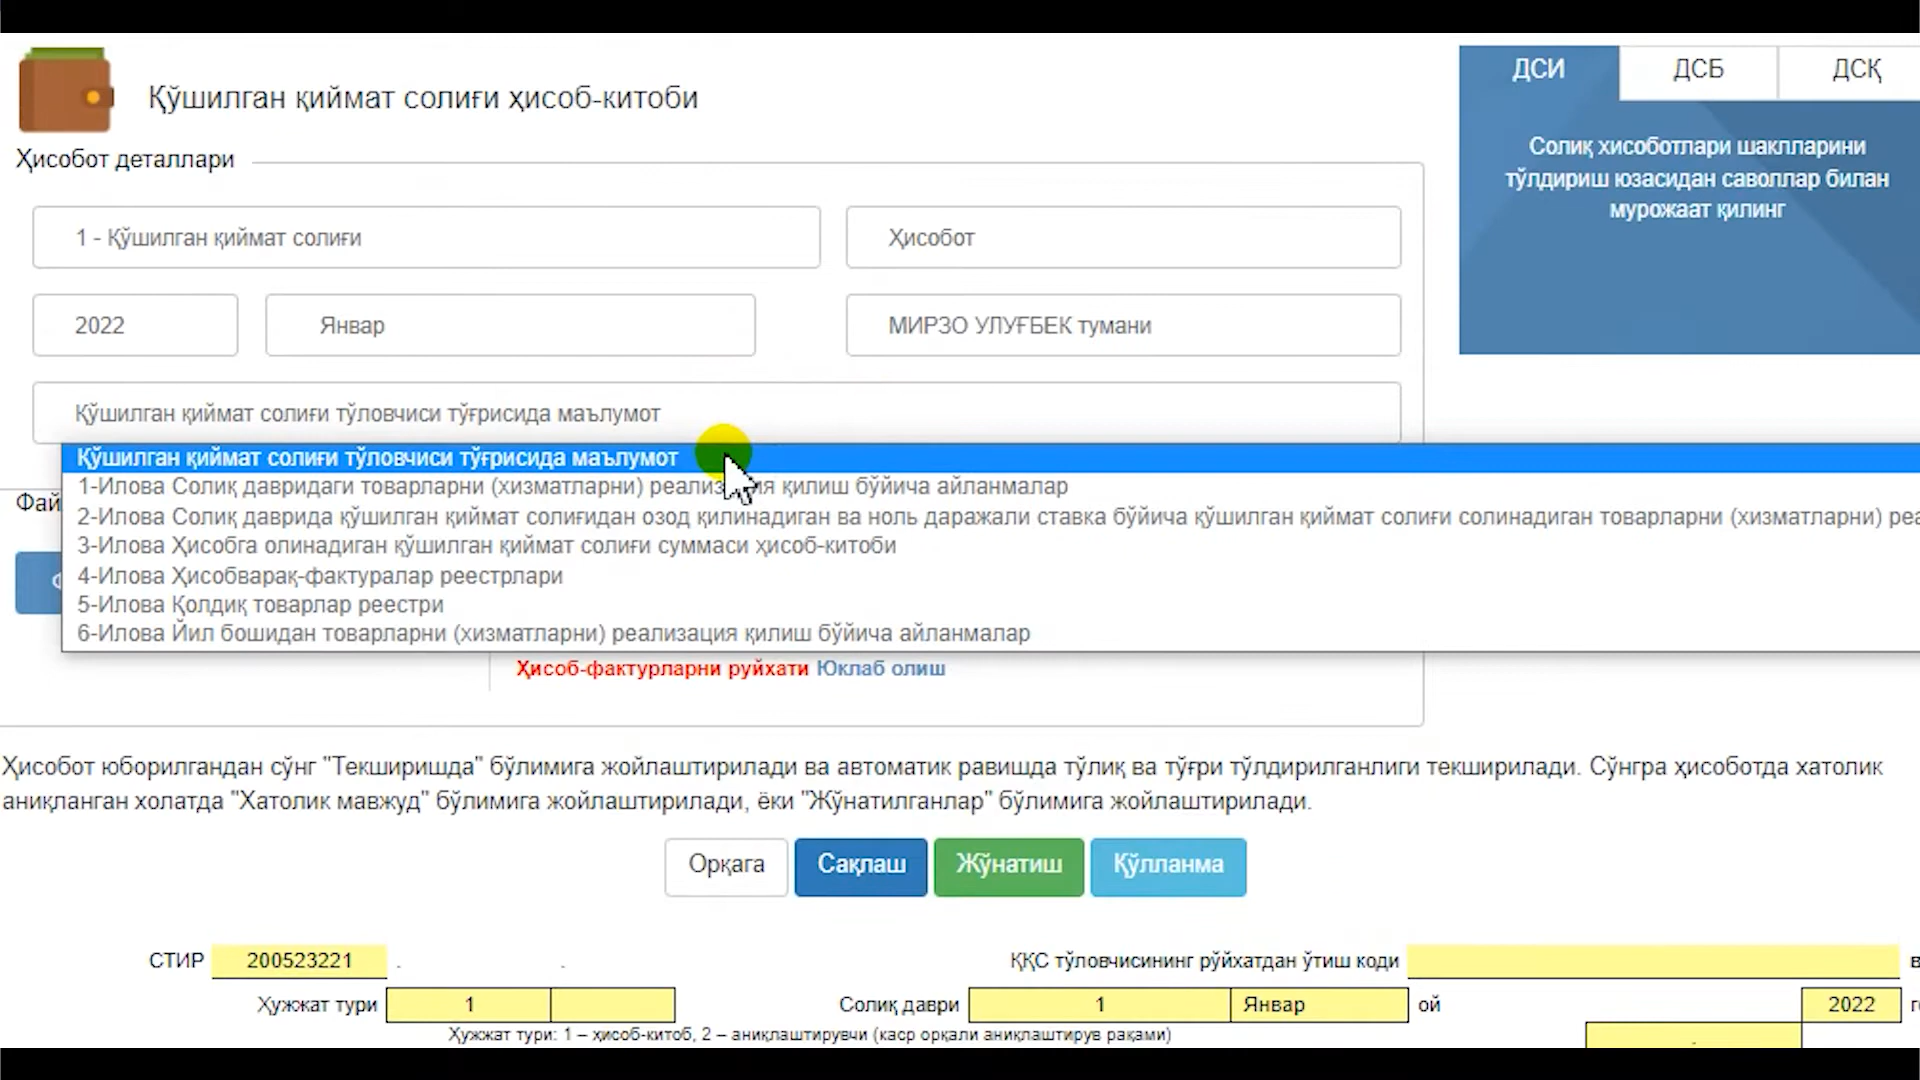 Қўшилган қиймат солиғи ҳисоб-китоби
ДСИ ДСБ ДСҚ
Солиқ хисоботлари шаклларини
тўлдириш юзасидан саволлар билан
мурожаат қилинг
Ҳисобот деталлари
1 - Қўшилган қиймат солиғи
Ҳисобот
2022
Январ
МИРЗО УЛУҒБЕК тумани
Қўшилган қиймат солиғи тўловчиси тўғрисида маълумот
Қўшилган қиймат солиғи тўловчиси тўғрисида маълумот
1-Илова Солиқ давридаги товарларни (хизматларни) реализация қилиш бўйича айланмалар
2-Илова Солиқ даврида қўшилган қиймат солиғидан озод қилинадиган ва ноль даражали ставка бўйича қўшилган қиймат солиғи солинадиган товарларни (хизматларни)
3-Илова Ҳисобга олинадиган қўшилган қиймат солиғи суммаси ҳисоб-китоби
4-Илова Ҳисобварақ-фактуралар реестрлари
5-Илова Қолдиқ товарлар реестри
6-Илова Йил бошидан товарларни (хизматларни) реализация қилиш бўйича айланмалар
Ҳисоб-фактурларни руйхати Юклаб олиш
Ҳисобот юборилгандан сўнг "Текширишда" бўлимига жойлаштирилади ва автоматик равишда тўлиқ ва тўғри тўлдирилганлиги текширилади. Сўнгра ҳисоботда хатолик
аниқланган холатда "Хатолик мавжуд" бўлимига жойлаштирилади, ёки "Жўнатилганлар" бўлимига жойлаштирилади.
Орқага Сақлаш Жўнатиш Қўлланма
СТИР 200523221 ҚҚС тўловчисининг рўйхатдан ўтиш коди
Ҳужжат тури 1 Солиқ даври 1 Январ ой 2022
Ҳужжат тури: 1 – ҳисоб-китоб, 2 – аниқлаштирувчи (каср орқали аниқлаштирув рақами)